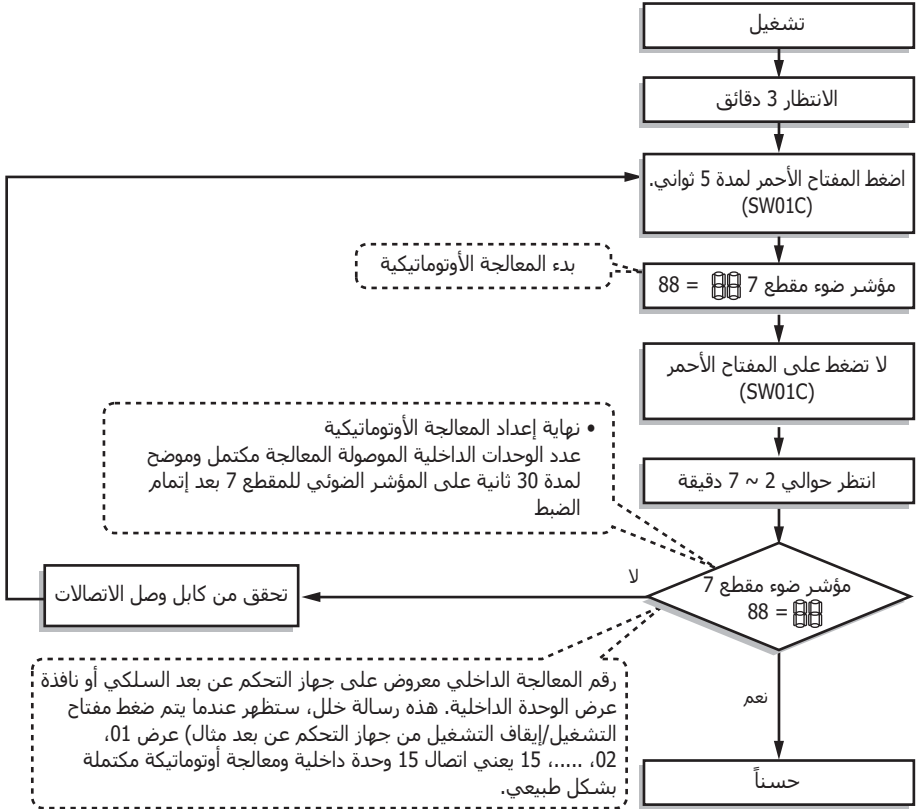 تشغيل
الانتظار 3 دقائق
اضغط المفتاح الأحمر لمدة 5 ثواني.
(SW01C)
بدء المعالجة الأوتوماتيكية
مؤشر ضوء مقطع 7 88 = 88
لا تضغط على المفتاح الأحمر
(SW01C)
• نهاية إعداد المعالجة الأوتوماتيكية
عدد الوحدات الداخلية الموصولة المعالجة مكتمل وموضح
لمدة 30 ثانية على المؤشر الضوئي للمقطع 7 بعد إتمام
الضبط
انتظر حوالي 2 ~ 7 دقيقة
مؤشر ضوء مقطع 7
88 = 88
لا
تحقق من كابل وصل الاتصالات
رقم المعالجة الداخلي معروض على جهاز التحكم عن بعد السلكي أو نافذة
عرض الوحدة الداخلية. هذه رسالة خلل، ستظهر عندما يتم ضغط مفتاح
التشغيل/إيقاف التشغيل من جهاز التحكم عن بعد مثال) عرض 01،
02، .....، 15 يعني اتصال 15 وحدة داخلية ومعالجة أوتوماتيكة مكتملة
بشكل طبيعي.
نعم
حسناً